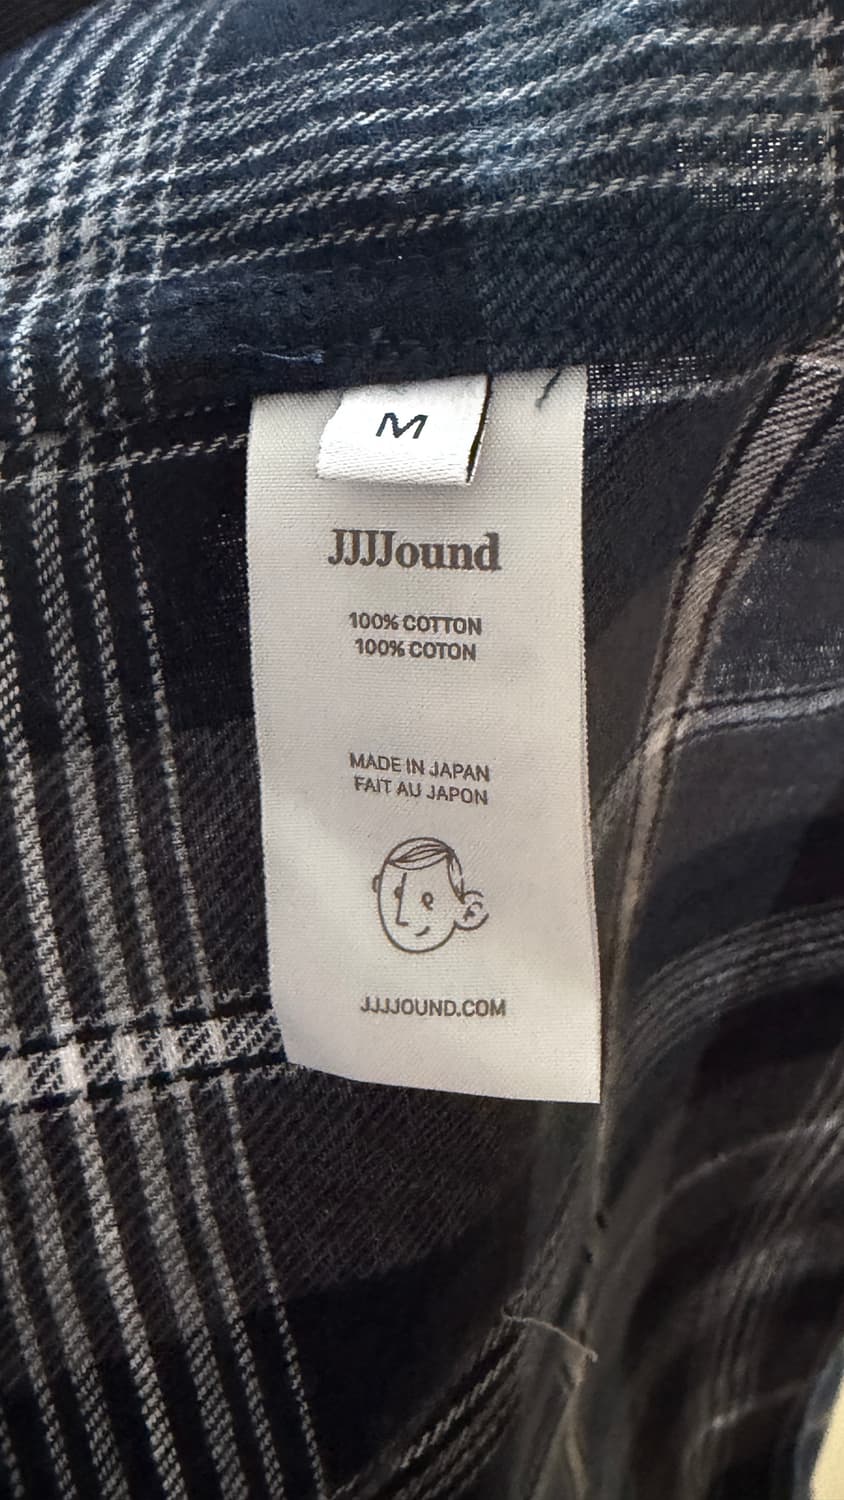 M
JJJJound
100% COTTON
100% COTON
MADE IN JAPAN
FAIT AU JAPON
JJJJOUND.COM